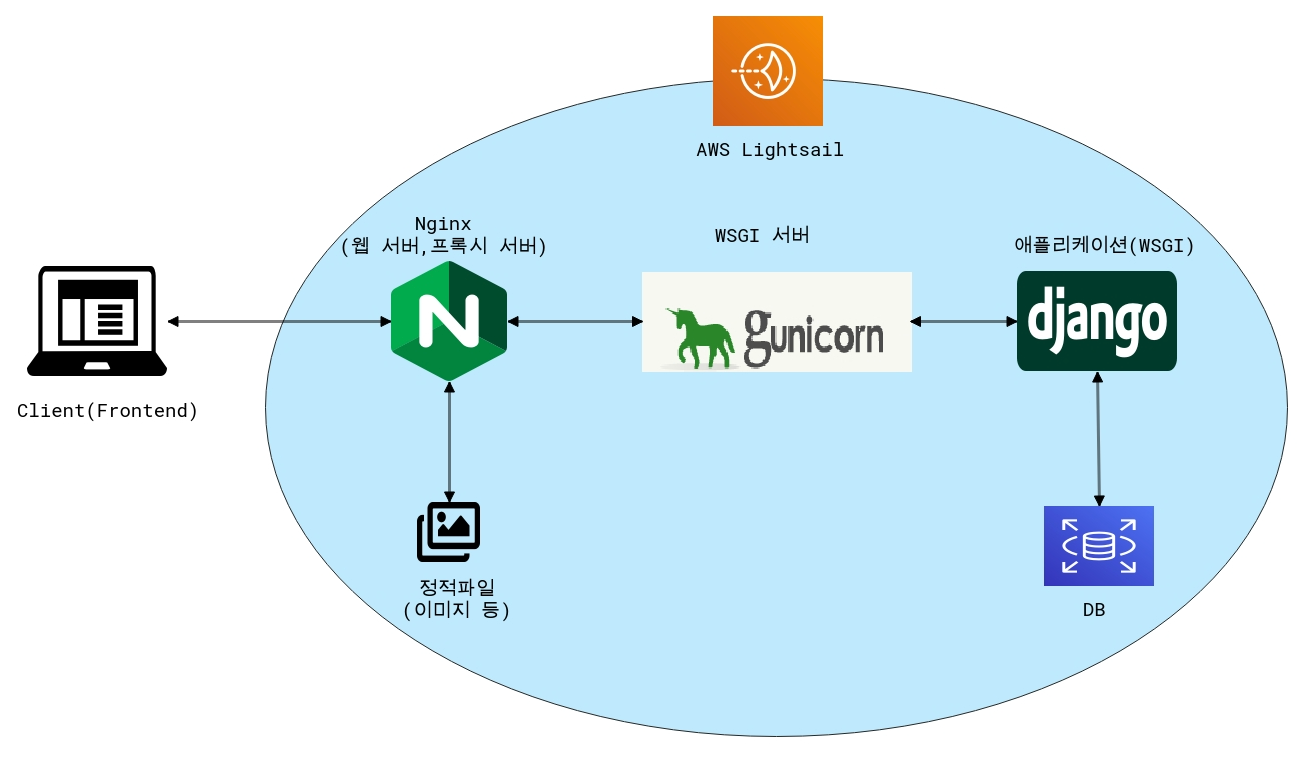 AWS Lightsail
Nginx
(웹 서버,프록시 서버)
WSGI 서버
애플리케이션(WSGI)
gunicorn
django
Client(Frontend)
정적파일
(이미지 등)
DB